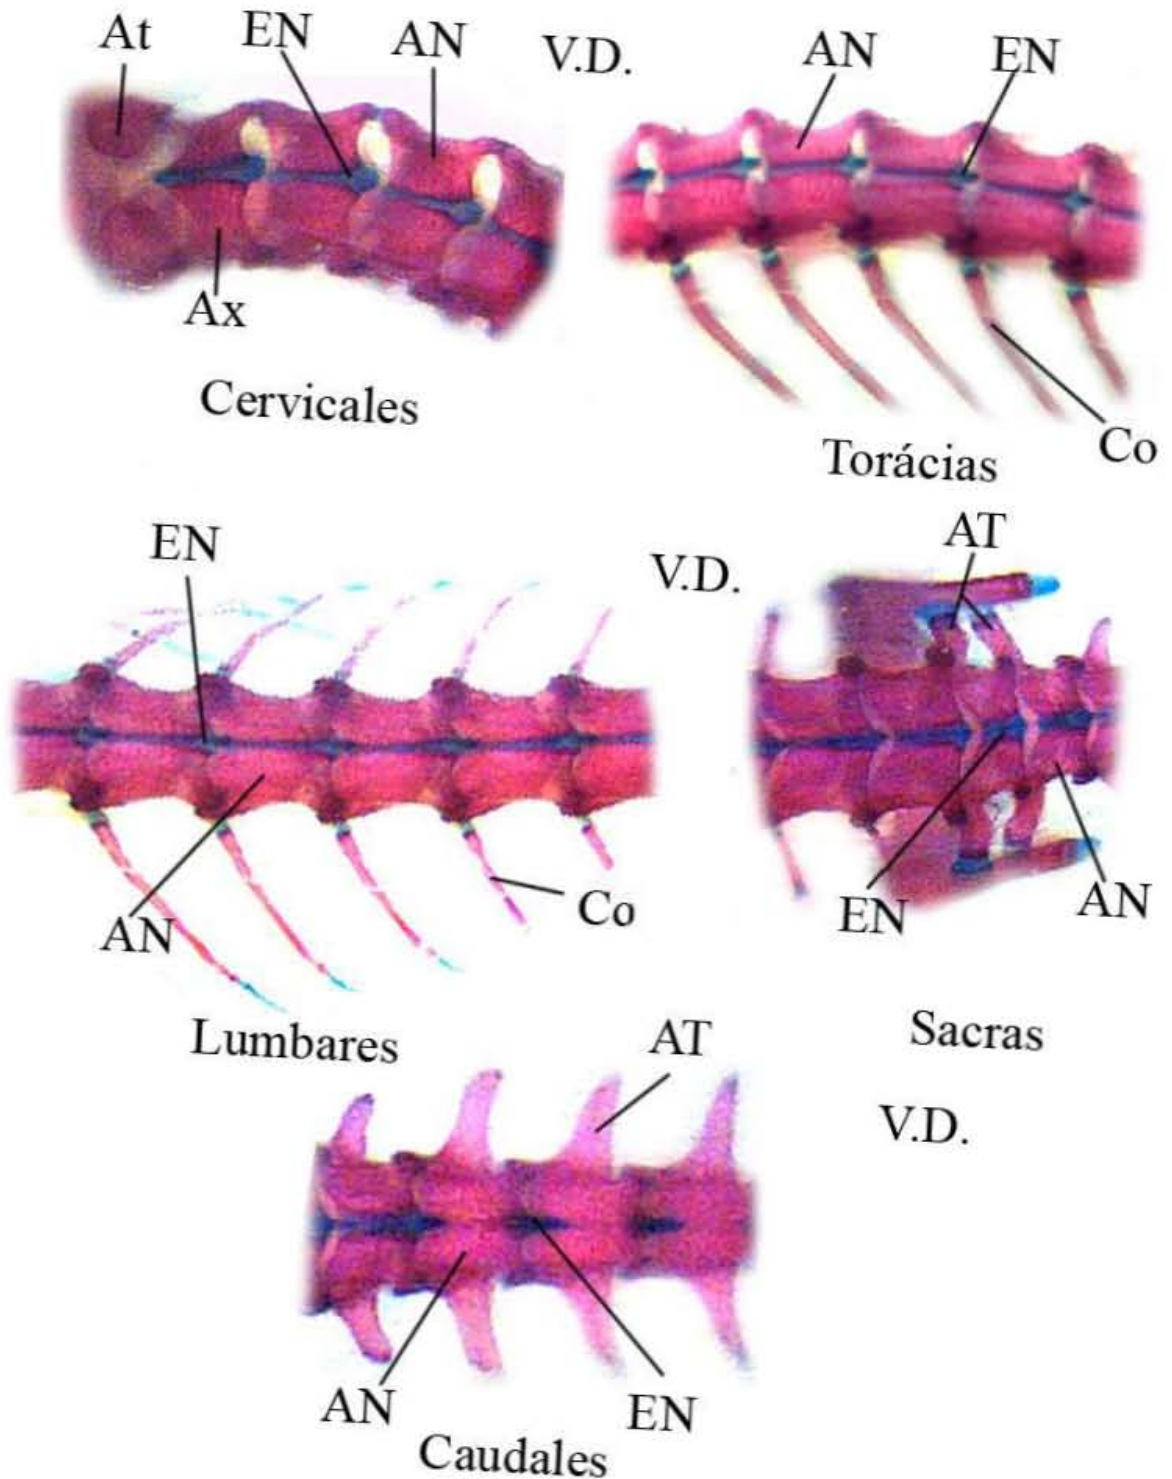 At EN AN V.D. AN EN
Ax
Cervicales
Co
Torácias
EN
V.D.
AT
AN
Co
EN
AN
Lumbares
Sacras
AT
V.D.
AN
EN
Caudales